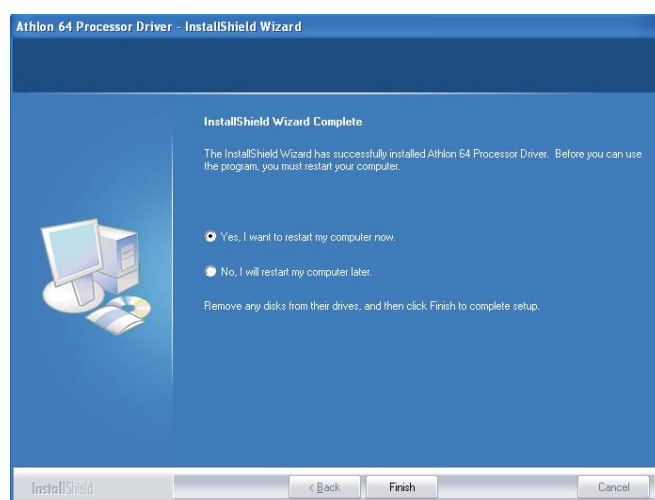 Athlon 64 Processor Driver - InstallShield Wizard
InstallShield Wizard Complete
The InstallShield Wizard has successfully installed Athlon 64 Processor Driver. Before you can use
the program, you must restart your computer.
Yes, I want to restart my computer now.
No, I will restart my computer later.
Remove any disks from their drives, and then click Finish to complete setup.
InstallShield
< Back
Finish
Cancel